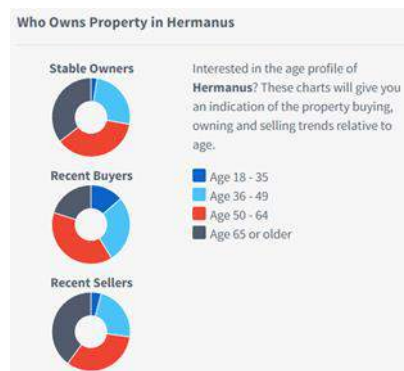 Who Owns Property in Hermanus
Stable Owners
Interested in the age profile of
Hermanus? These charts will give you
an indication of the property buying,
owning and selling trends relative to
age.
Recent Buyers
Age 18 - 35
Age 36 - 49
Age 50 - 64
Age 65 or older
Recent Sellers